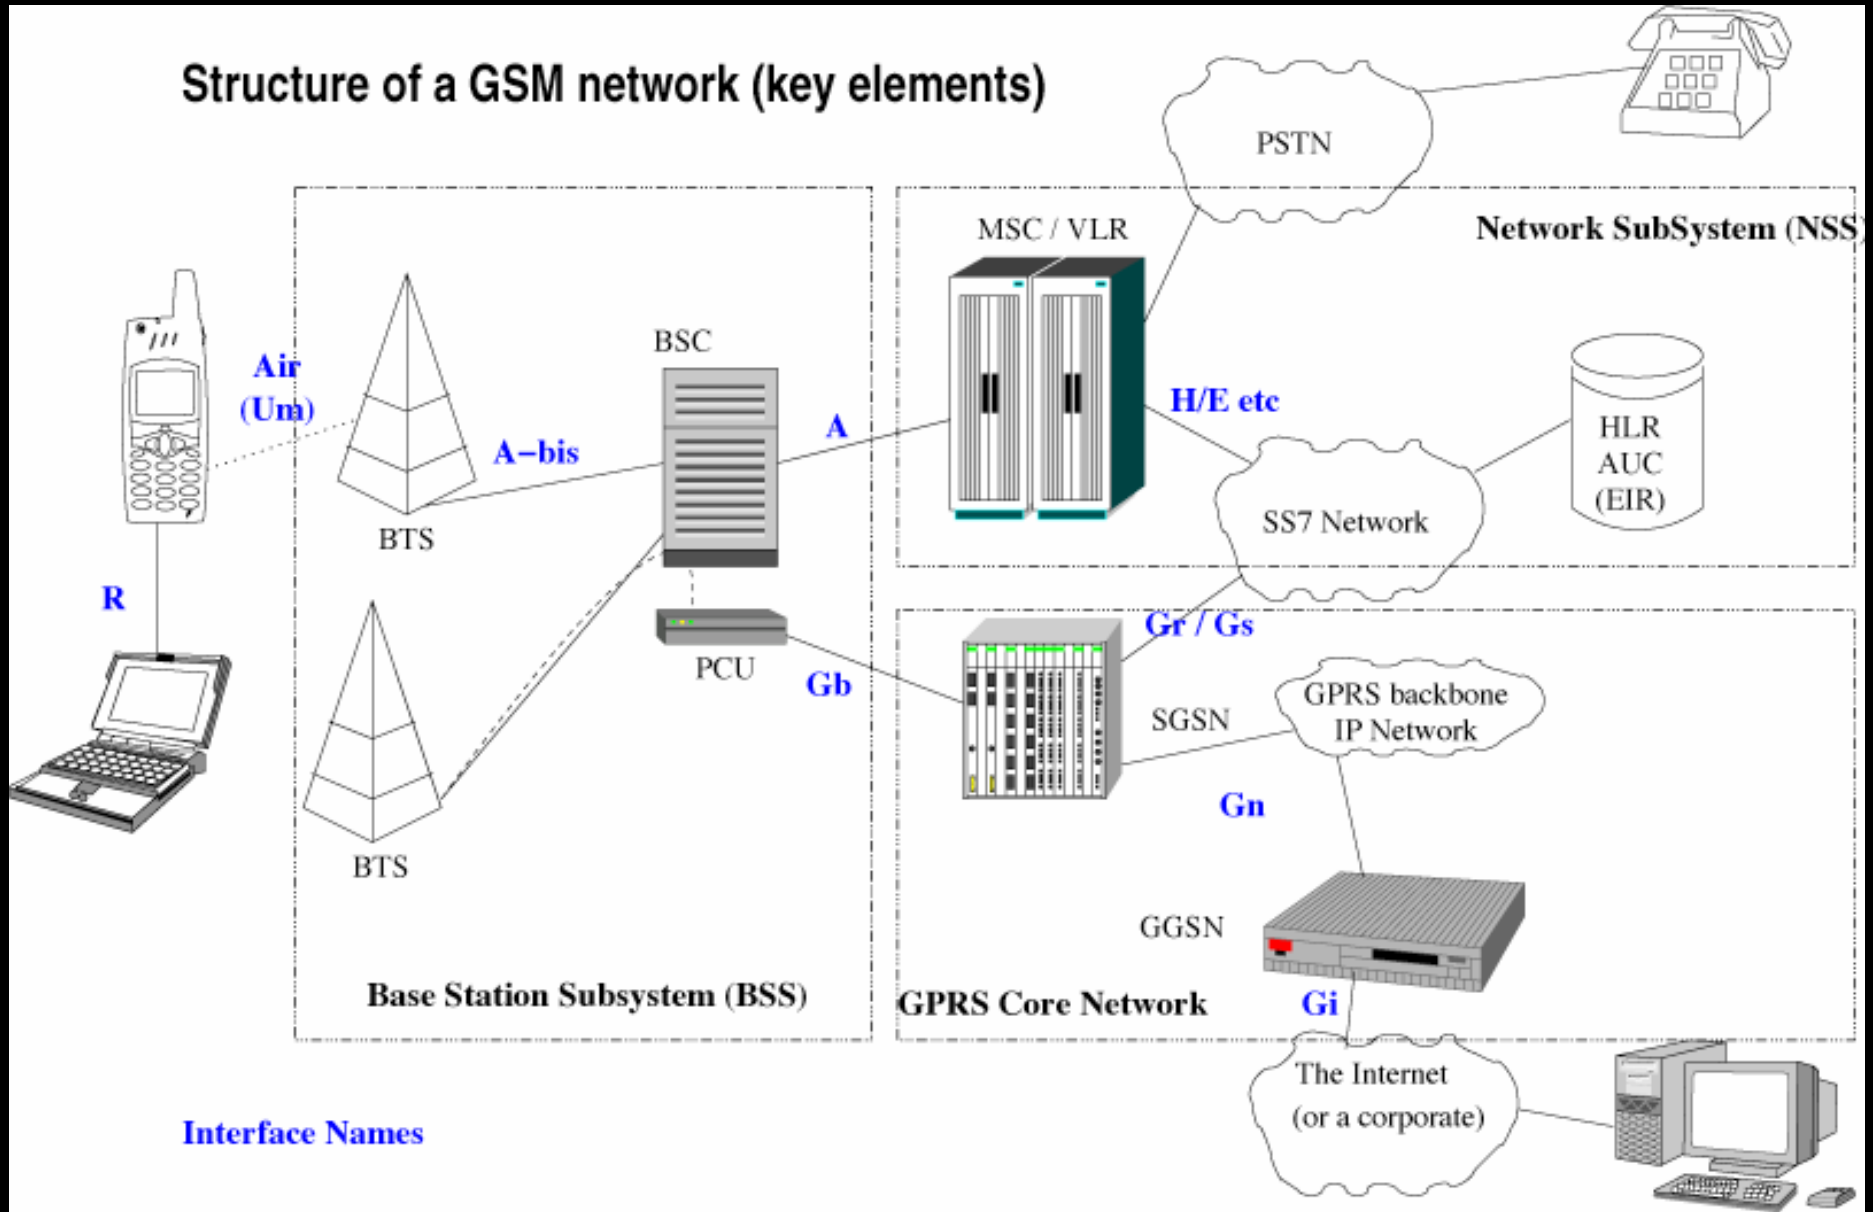 Structure of a GSM network (key elements)
PSTN
Network SubSystem (NSS)
MSC / VLR
BSC
Air
(Um)
A-bis
A
H/E etc
HLR
AUC
(EIR)
SS7 Network
BTS
R
PCU
Gb
Gr / Gs
SGSN
GPRS backbone
IP Network
Gn
BTS
GGSN
Base Station Subsystem (BSS)
GPRS Core Network
Gi
The Internet
(or a corporate)
Interface Names